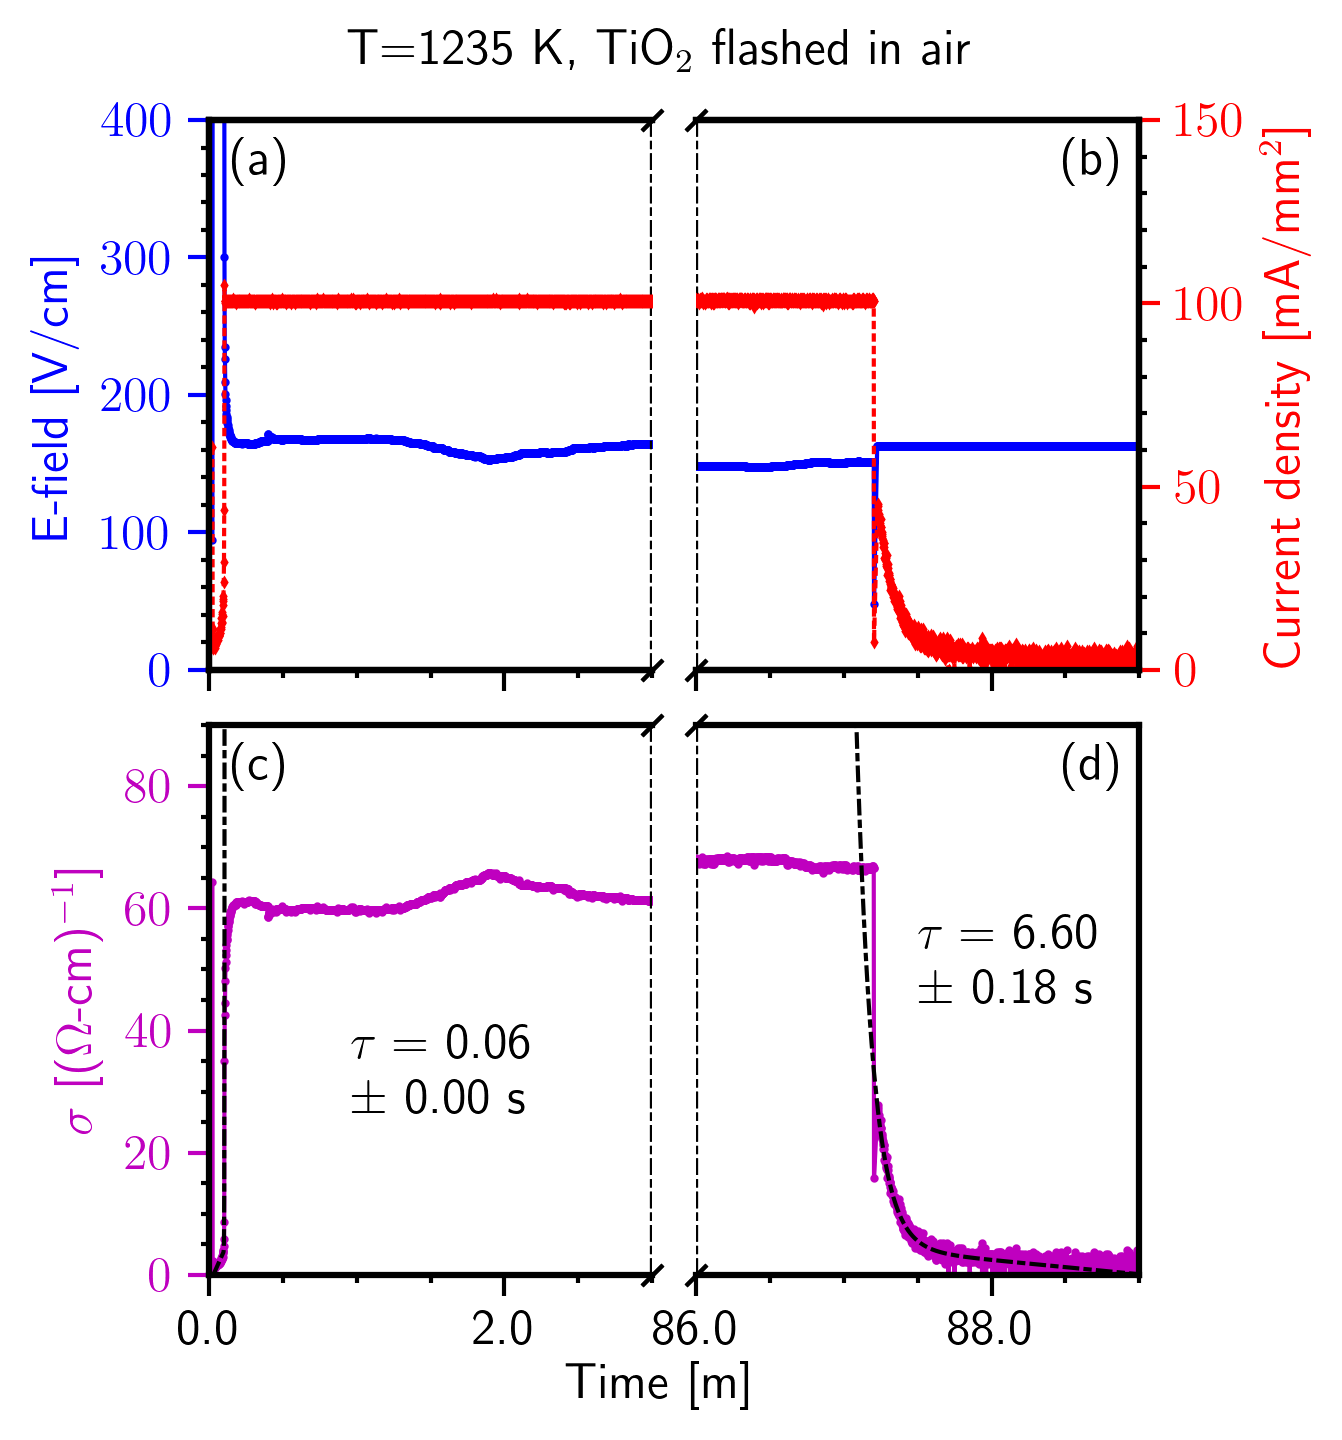 T=1235 K, TiO₂ flashed in air
400
300
200
100
0
E-field [V/cm]
(a)
(b)
150
100
50
0
Current density [mA/mm²]
80
60
40
20
0
σ [(Ω-cm)⁻¹]
(c)
τ = 0.06
± 0.00 s
(d)
τ = 6.60
± 0.18 s
0.0 2.0 86.0 88.0
Time [m]